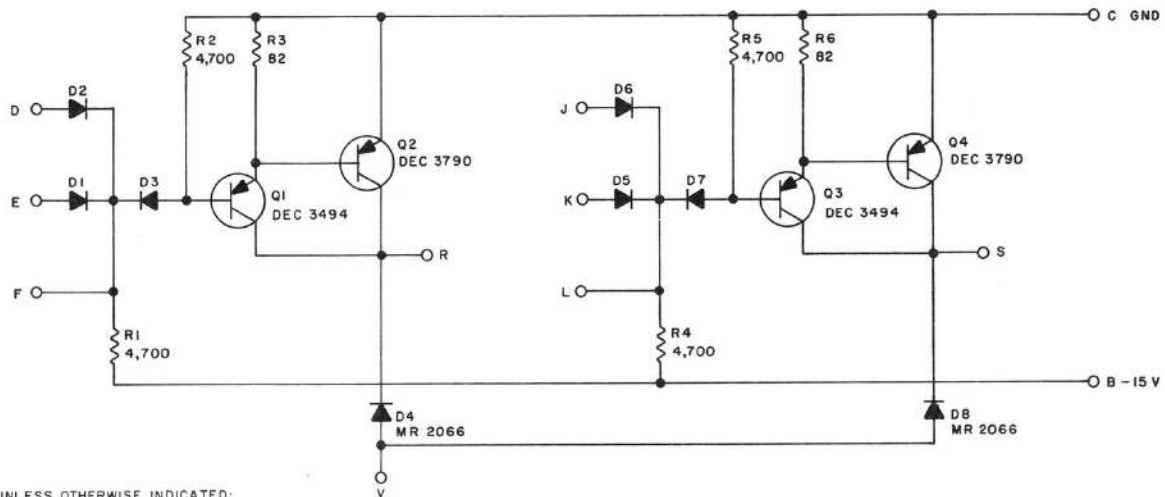 R2
4,700
R3
82
R5
4,700
R6
82
C GND
D2
D
D6
J
Q2
DEC 3790
Q4
DEC 3790
D1
E
D3
Q1
DEC 3494
D5
K
D7
Q3
DEC 3494
R
S
F
L
R1
4,700
R4
4,700
B -15V
D4
MR 2066
D8
MR 2066
V
UNLESS OTHERWISE INDICATED: